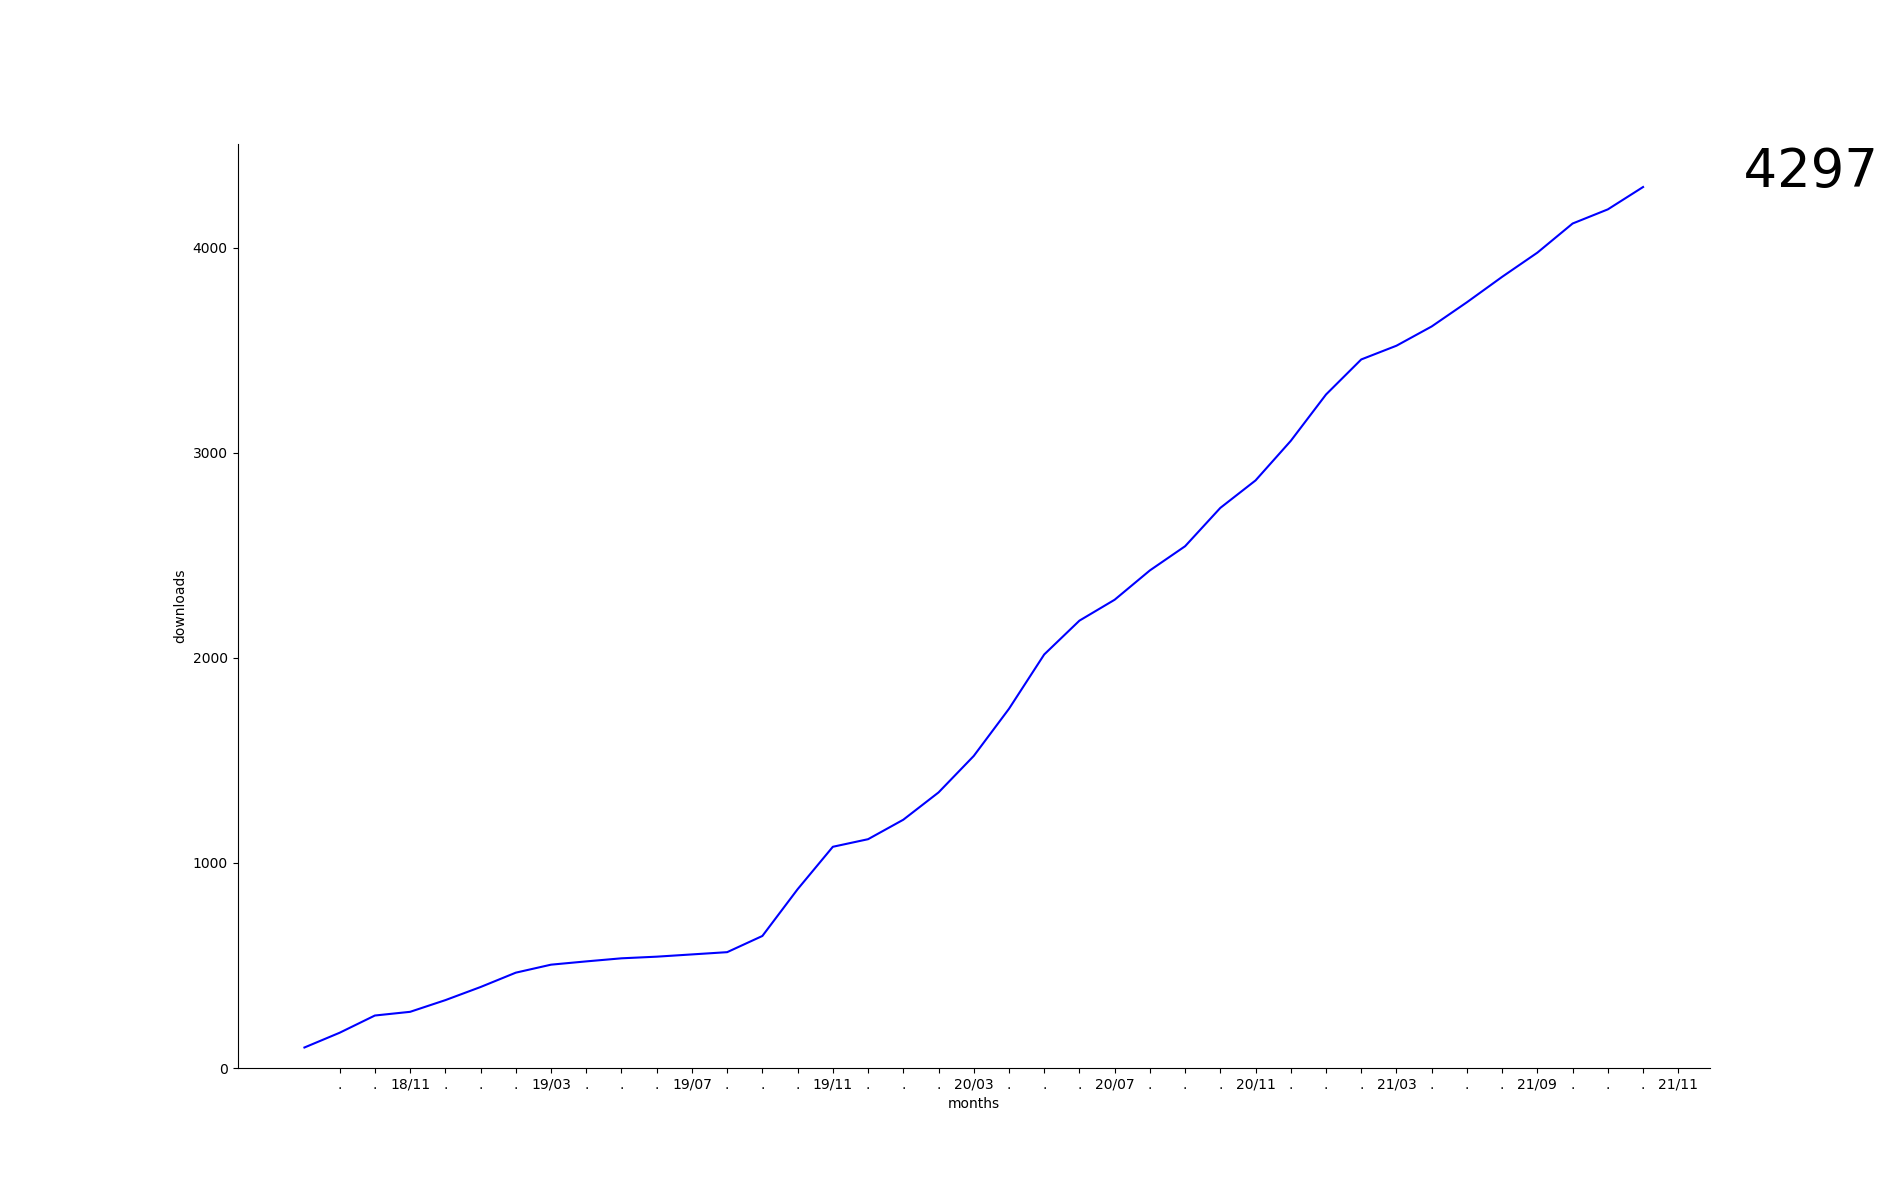 4297
4000
3000
2000
1000
0
downloads
. . 18/11 . . . 19/03 . . . 19/07 . . . 19/11 . . . 20/03 . . . 20/07 . . . 20/11 . . . 21/03 . . . 21/09 . . . 21/11
months